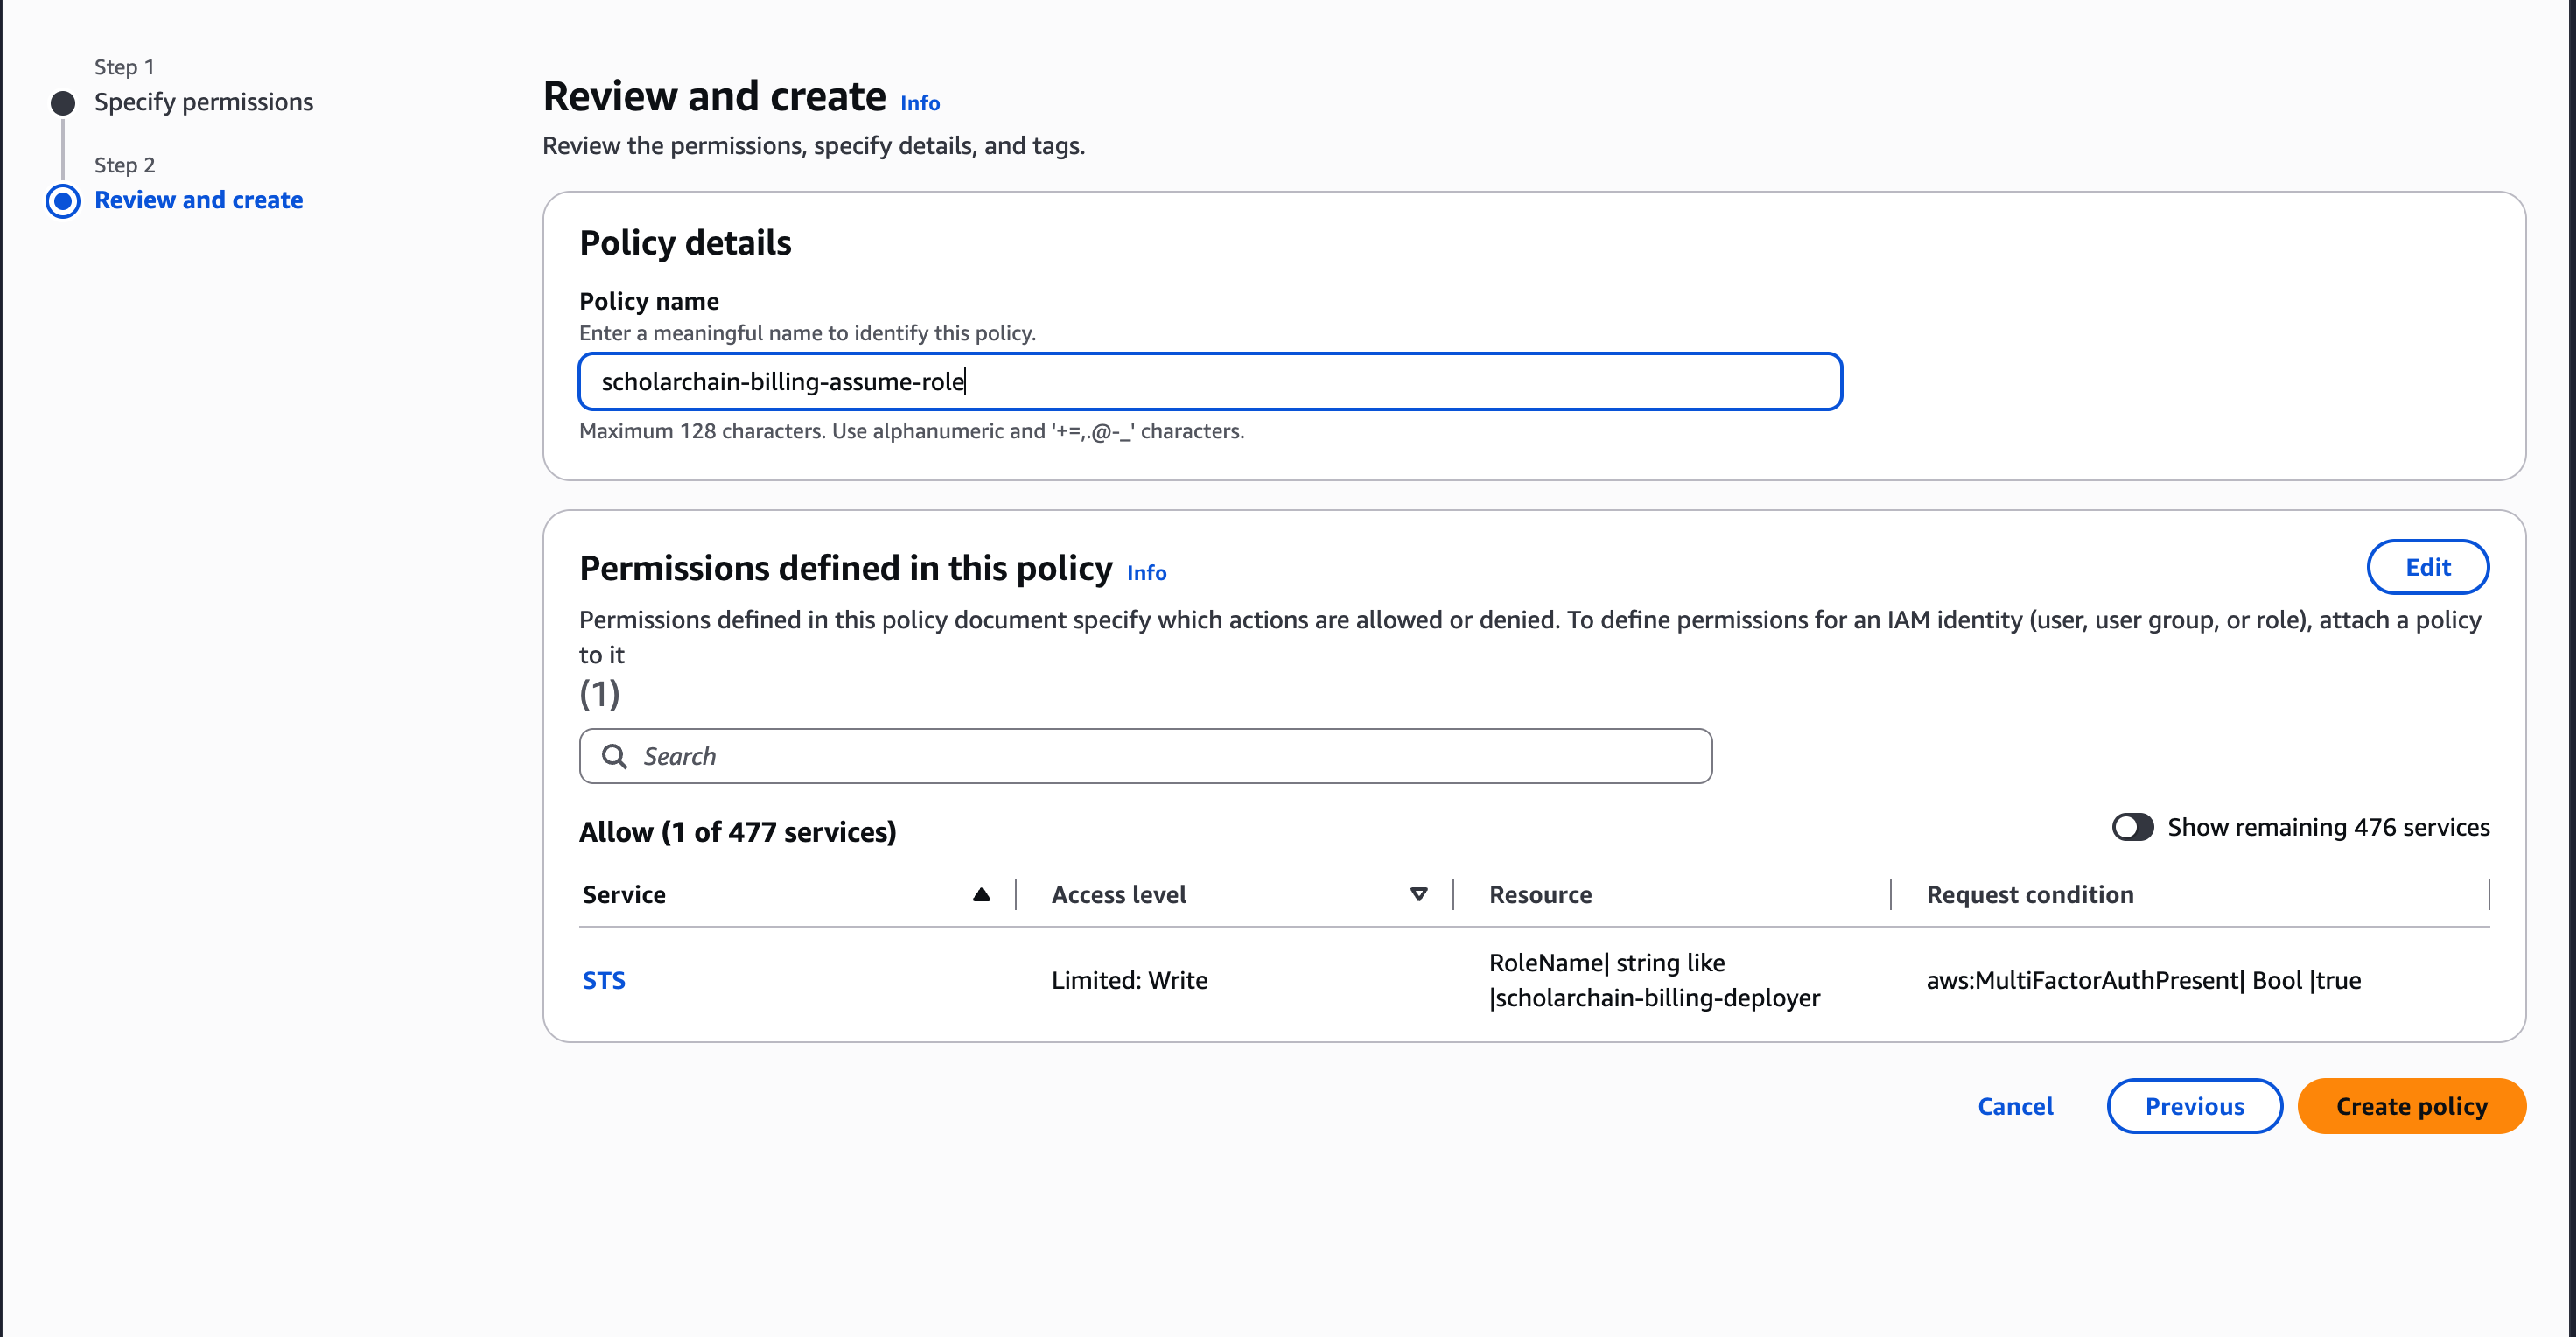 Step 1
Specify permissions
Step 2
Review and create
Review and create Info
Review the permissions, specify details, and tags.
Policy details
Policy name
Enter a meaningful name to identify this policy.
scholarchain-billing-assume-role
Maximum 128 characters. Use alphanumeric and '+=,.@-_' characters.
Permissions defined in this policy Info
Edit
Permissions defined in this policy document specify which actions are allowed or denied. To define permissions for an IAM identity (user, user group, or role), attach a policy
to it
(1)
Search
Allow (1 of 477 services)
Show remaining 476 services
Service Access level Resource Request condition
STS Limited: Write RoleName| string like |scholarchain-billing-deployer aws:MultiFactorAuthPresent| Bool |true
Cancel Previous Create policy